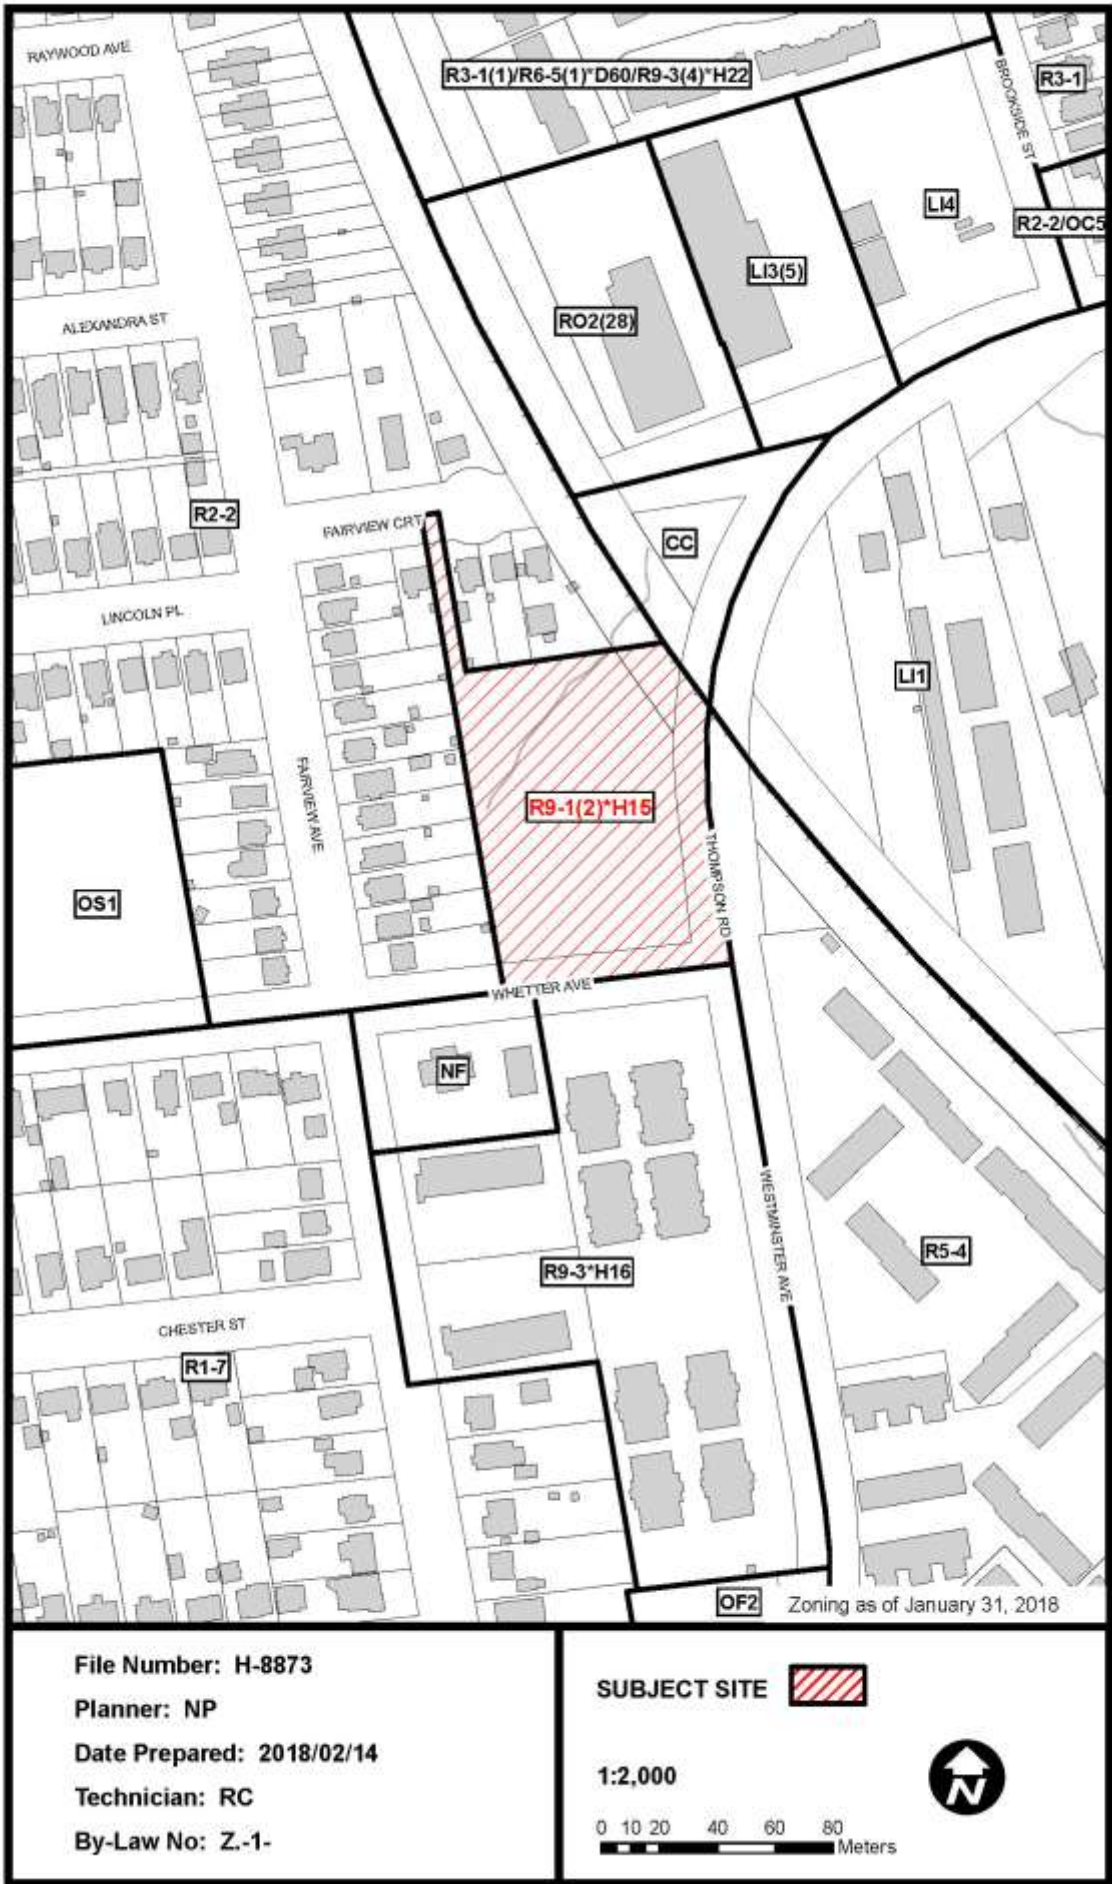 RAYWOOD AVE
R3-1(1)/R6-5(1)*D60/R9-3(4)*H22
BROOKSIDE ST
R3-1
LI4
R2-2/OC5
LI3(5)
RO2(28)
ALEXANDRA ST
R2-2
FAIRVIEW CRT
CC
LINCOLN PL
LI1
FAIRVIEW AVE
R9-1(2)*H15
THOMPSON RD
OS1
WHETTER AVE
NF
WESTMINSTER AVE
R5-4
R9-3*H16
CHESTER ST
R1-7
OF2
Zoning as of January 31, 2018
File Number: H-8873
Planner: NP
Date Prepared: 2018/02/14
Technician: RC
By-Law No: Z.-1-
SUBJECT SITE
1:2,000
0 10 20 40 60 80
Meters
N